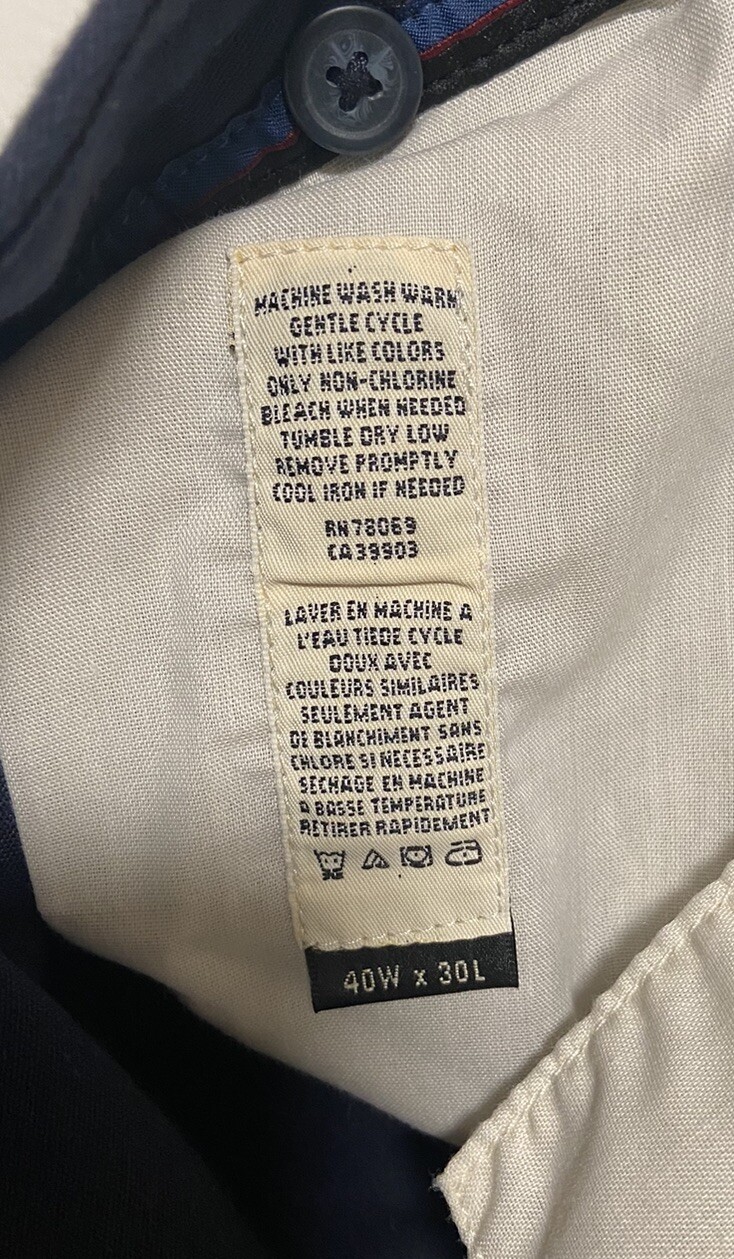 MACHINE WASH WARM
GENTLE CYCLE
WITH LIKE COLORS
ONLY NON-CHLORINE
BLEACH WHEN NEEDED
TUMBLE DRY LOW
REMOVE PROMPTLY
COOL IRON IF NEEDED
RN78069
CA39903
LAVER EN MACHINE A
L'EAU TIEDE CYCLE
DOUX AVEC
COULEURS SIMILAIRES
SEULEMENT AGENT
DE BLANCHIMENT SANS
CHLORE SI NECESSAIRE
SECHAGE EN MACHINE
A BASSE TEMPERATURE
RETIRER RAPIDEMENT
40W x 30L